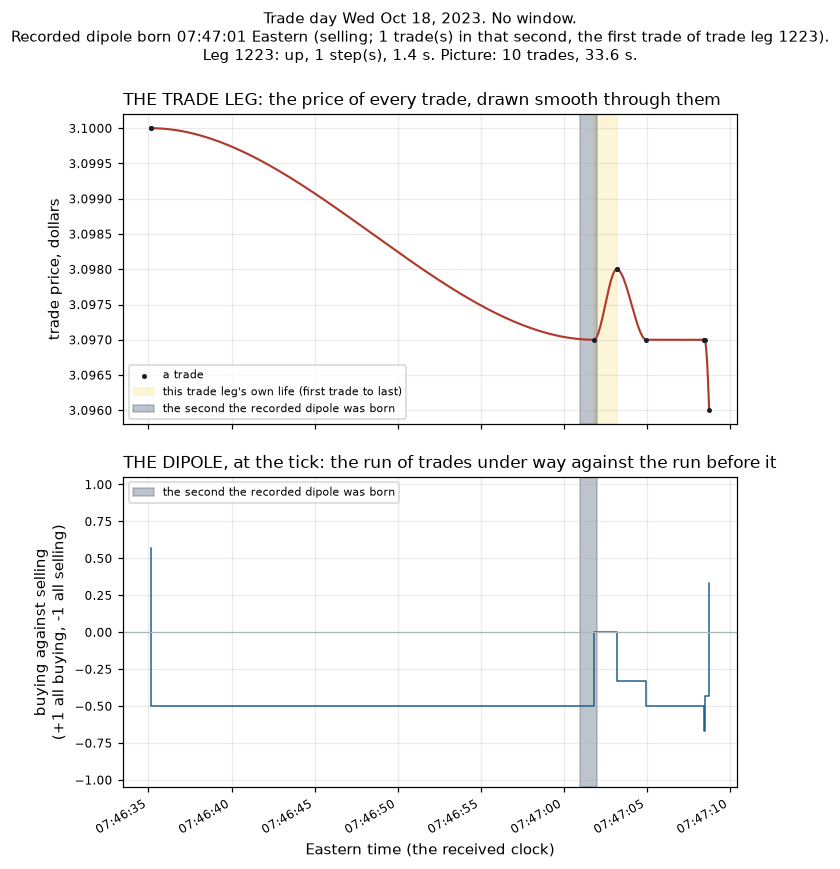 Trade day Wed Oct 18, 2023. No window.
Recorded dipole born 07:47:01 Eastern (selling; 1 trade(s) in that second, the first trade of trade leg 1223).
Leg 1223: up, 1 step(s), 1.4 s. Picture: 10 trades, 33.6 s.
THE TRADE LEG: the price of every trade, drawn smooth through them
trade price, dollars
3.1000
3.0995
3.0990
3.0985
3.0980
3.0975
3.0970
3.0965
3.0960
a trade
this trade leg's own life (first trade to last)
the second the recorded dipole was born
THE DIPOLE, at the tick: the run of trades under way against the run before it
buying against selling
(+1 all buying, -1 all selling)
1.00
0.75
0.50
0.25
0.00
−0.25
−0.50
−0.75
−1.00
the second the recorded dipole was born
07:46:35
07:46:40
07:46:45
07:46:50
07:46:55
07:47:00
07:47:05
07:47:10
Eastern time (the received clock)